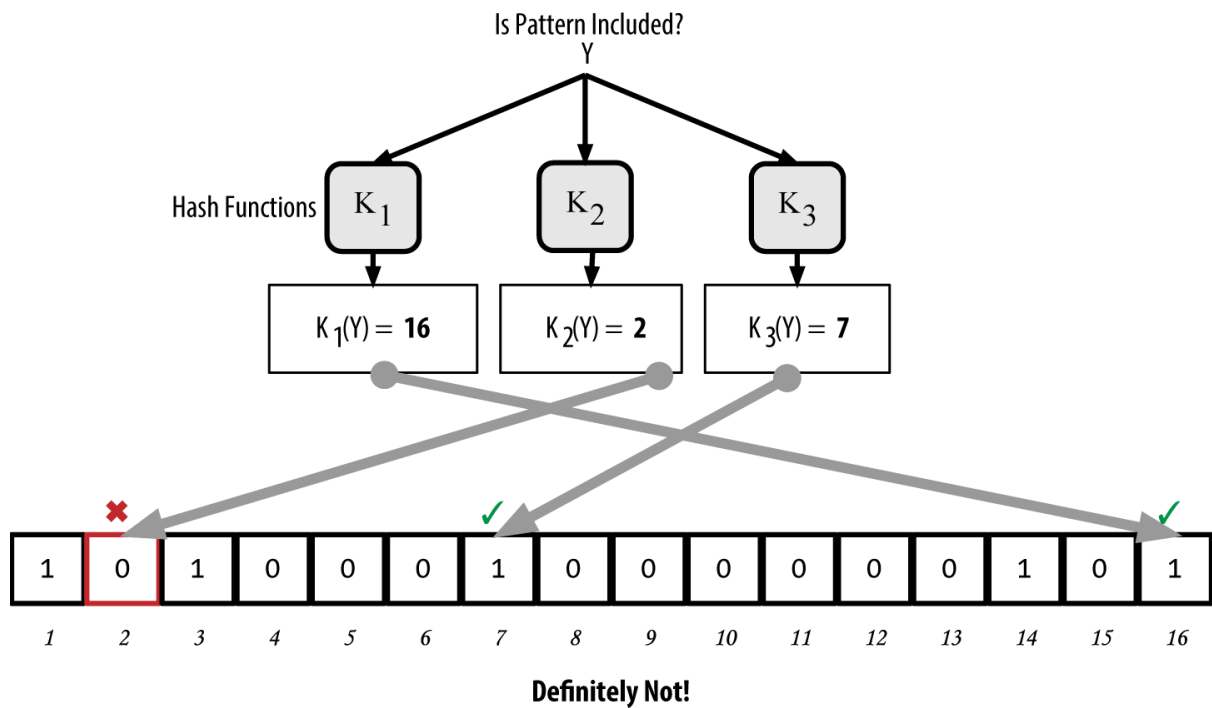 Is Pattern Included?
Y
Hash Functions K1 K2 K3
K1(Y) = 16 K2(Y) = 2 K3(Y) = 7
✖ ✓ ✓
1 0 1 0 0 0 1 0 0 0 0 0 0 1 0 1
1 2 3 4 5 6 7 8 9 10 11 12 13 14 15 16
Definitely Not!